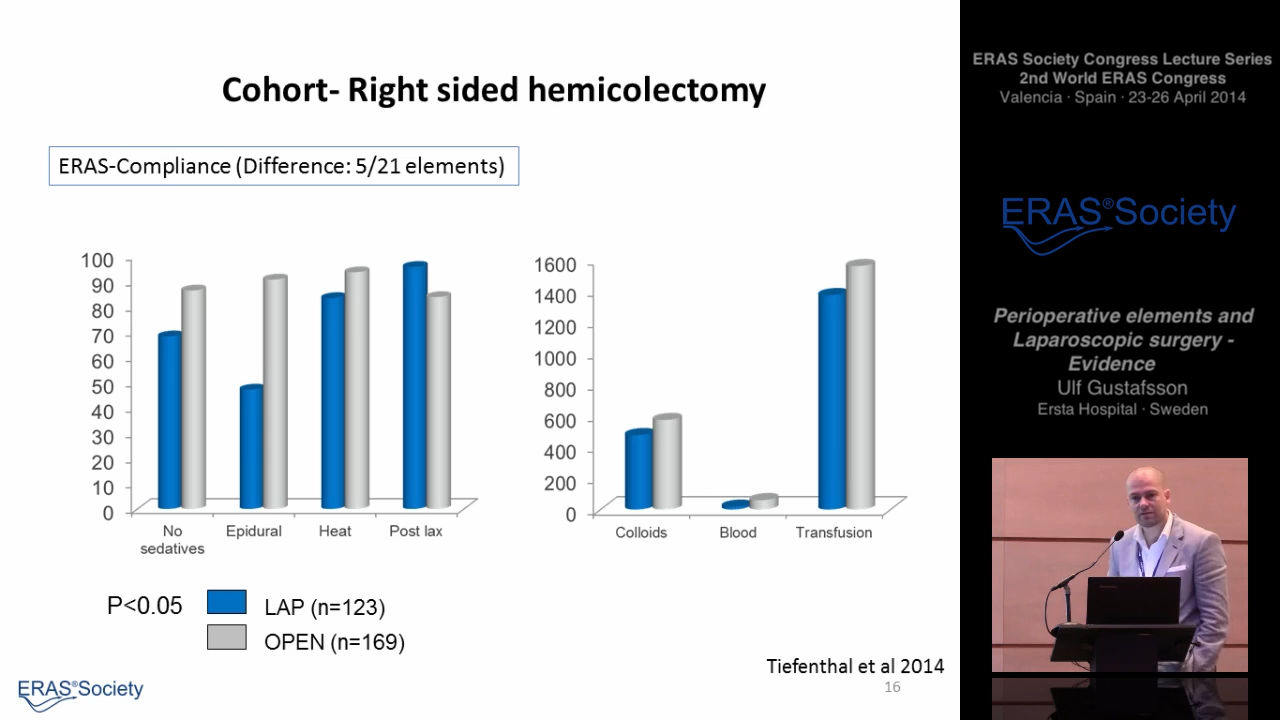 Cohort- Right sided hemicolectomy
ERAS-Compliance (Difference: 5/21 elements)
100
90
80
70
60
50
40
30
20
10
0
No
sedatives
Epidural
Heat
Post lax
1600
1400
1200
1000
800
600
400
200
0
Colloids
Blood
Transfusion
P<0.05
LAP (n=123)
OPEN (n=169)
Tiefenthal et al 2014
16
ERAS®Society
ERAS Society Congress Lecture Series
2nd World ERAS Congress
Valencia · Spain · 23-26 April 2014
ERAS®Society
Perioperative elements and
Laparoscopic surgery -
Evidence
Ulf Gustafsson
Ersta Hospital · Sweden